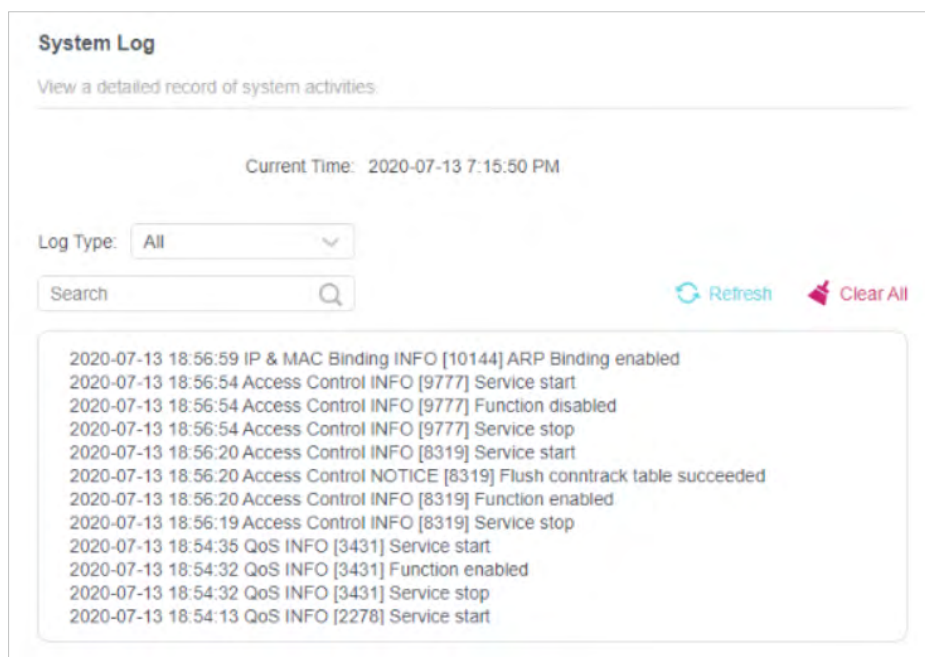 System Log
View a detailed record of system activities.
Current Time: 2020-07-13 7:15:50 PM
Log Type: All
Search
Refresh
Clear All
2020-07-13 18:56:59 IP & MAC Binding INFO [10144] ARP Binding enabled
2020-07-13 18:56:54 Access Control INFO [9777] Service start
2020-07-13 18:56:54 Access Control INFO [9777] Function disabled
2020-07-13 18:56:54 Access Control INFO [9777] Service stop
2020-07-13 18:56:20 Access Control INFO [8319] Service start
2020-07-13 18:56:20 Access Control NOTICE [8319] Flush conntrack table succeeded
2020-07-13 18:56:20 Access Control INFO [8319] Function enabled
2020-07-13 18:56:19 Access Control INFO [8319] Service stop
2020-07-13 18:54:35 QoS INFO [3431] Service start
2020-07-13 18:54:32 QoS INFO [3431] Function enabled
2020-07-13 18:54:32 QoS INFO [3431] Service stop
2020-07-13 18:54:13 QoS INFO [2278] Service start